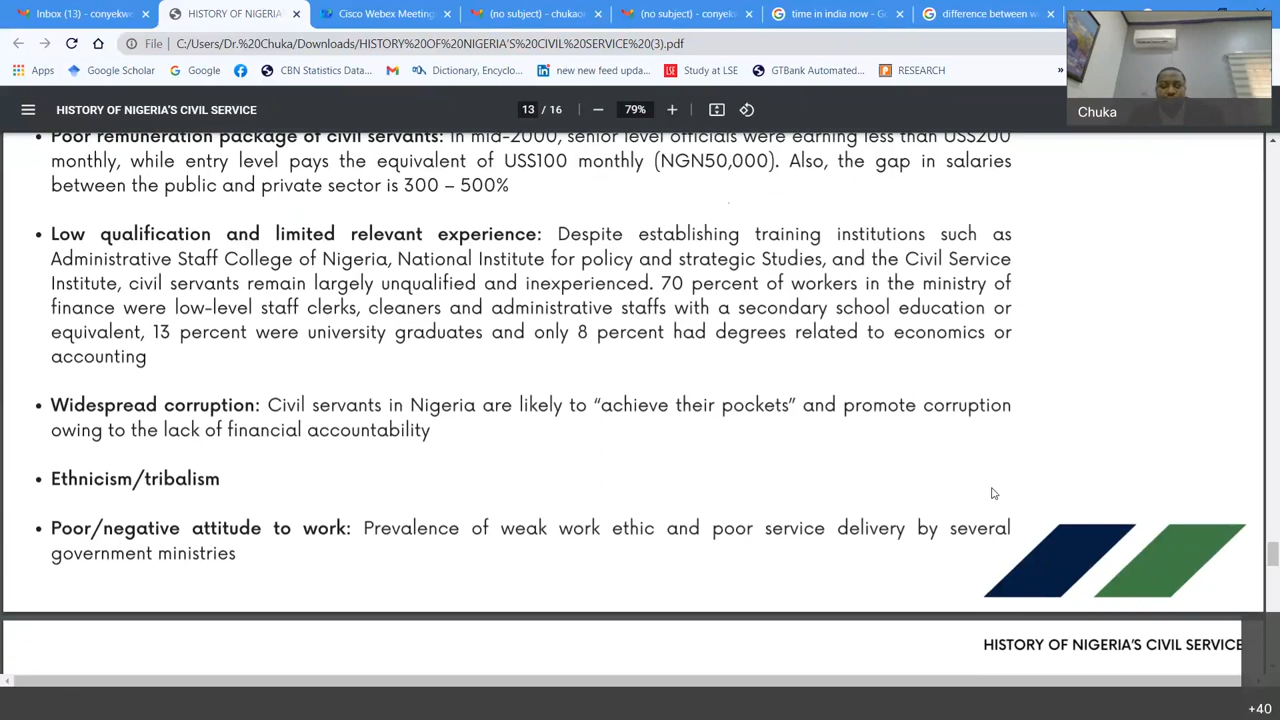 Inbox (13) - conyekw
HISTORY OF NIGERIA
Cisco Webex Meeting
(no subject) - chukao
(no subject) - conyekw
time in india now - Go
difference between w
File | C:/Users/Dr.%20Chuka/Downloads/HISTORY%20OF%20NIGERIA'S%20CIVIL%20SERVICE%20(3).pdf
Apps
Google Scholar
Google
CBN Statistics Data...
Dictionary, Encyclo...
new new feed upda...
Study at LSE
GTBank Automated...
RESEARCH
»
Chuka
HISTORY OF NIGERIA'S CIVIL SERVICE
13 / 16
79%
• Poor remuneration package of civil servants: In mid-2000, senior level officials were earning less than US$200
monthly, while entry level pays the equivalent of US$100 monthly (NGN50,000). Also, the gap in salaries
between the public and private sector is 300 – 500%
• Low qualification and limited relevant experience: Despite establishing training institutions such as
Administrative Staff College of Nigeria, National Institute for policy and strategic Studies, and the Civil Service
Institute, civil servants remain largely unqualified and inexperienced. 70 percent of workers in the ministry of
finance were low-level staff clerks, cleaners and administrative staffs with a secondary school education or
equivalent, 13 percent were university graduates and only 8 percent had degrees related to economics or
accounting
• Widespread corruption: Civil servants in Nigeria are likely to “achieve their pockets” and promote corruption
owing to the lack of financial accountability
• Ethnicism/tribalism
• Poor/negative attitude to work: Prevalence of weak work ethic and poor service delivery by several
government ministries
HISTORY OF NIGERIA'S CIVIL SERVICE
+40